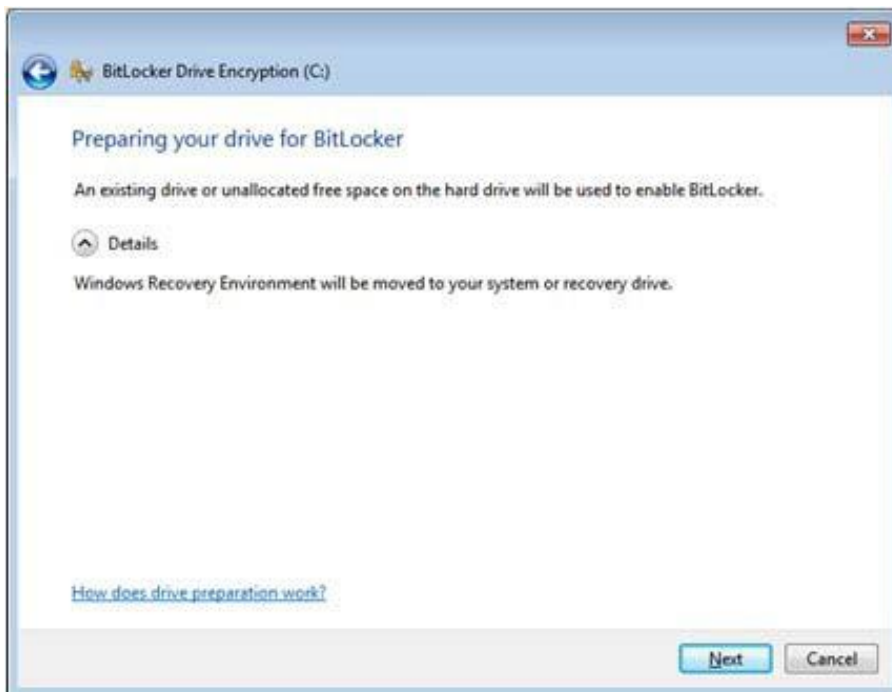 BitLocker Drive Encryption (C:)
Preparing your drive for BitLocker
An existing drive or unallocated free space on the hard drive will be used to enable BitLocker.
Details
Windows Recovery Environment will be moved to your system or recovery drive.
How does drive preparation work?
Next Cancel